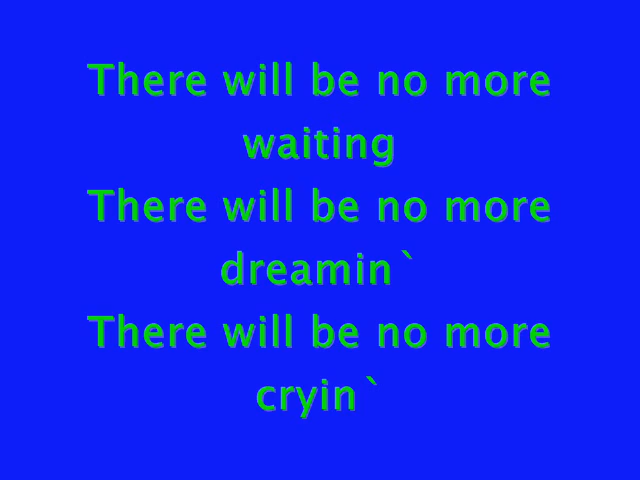 There will be no more
waiting
There will be no more
dreamin`
There will be no more
cryin`